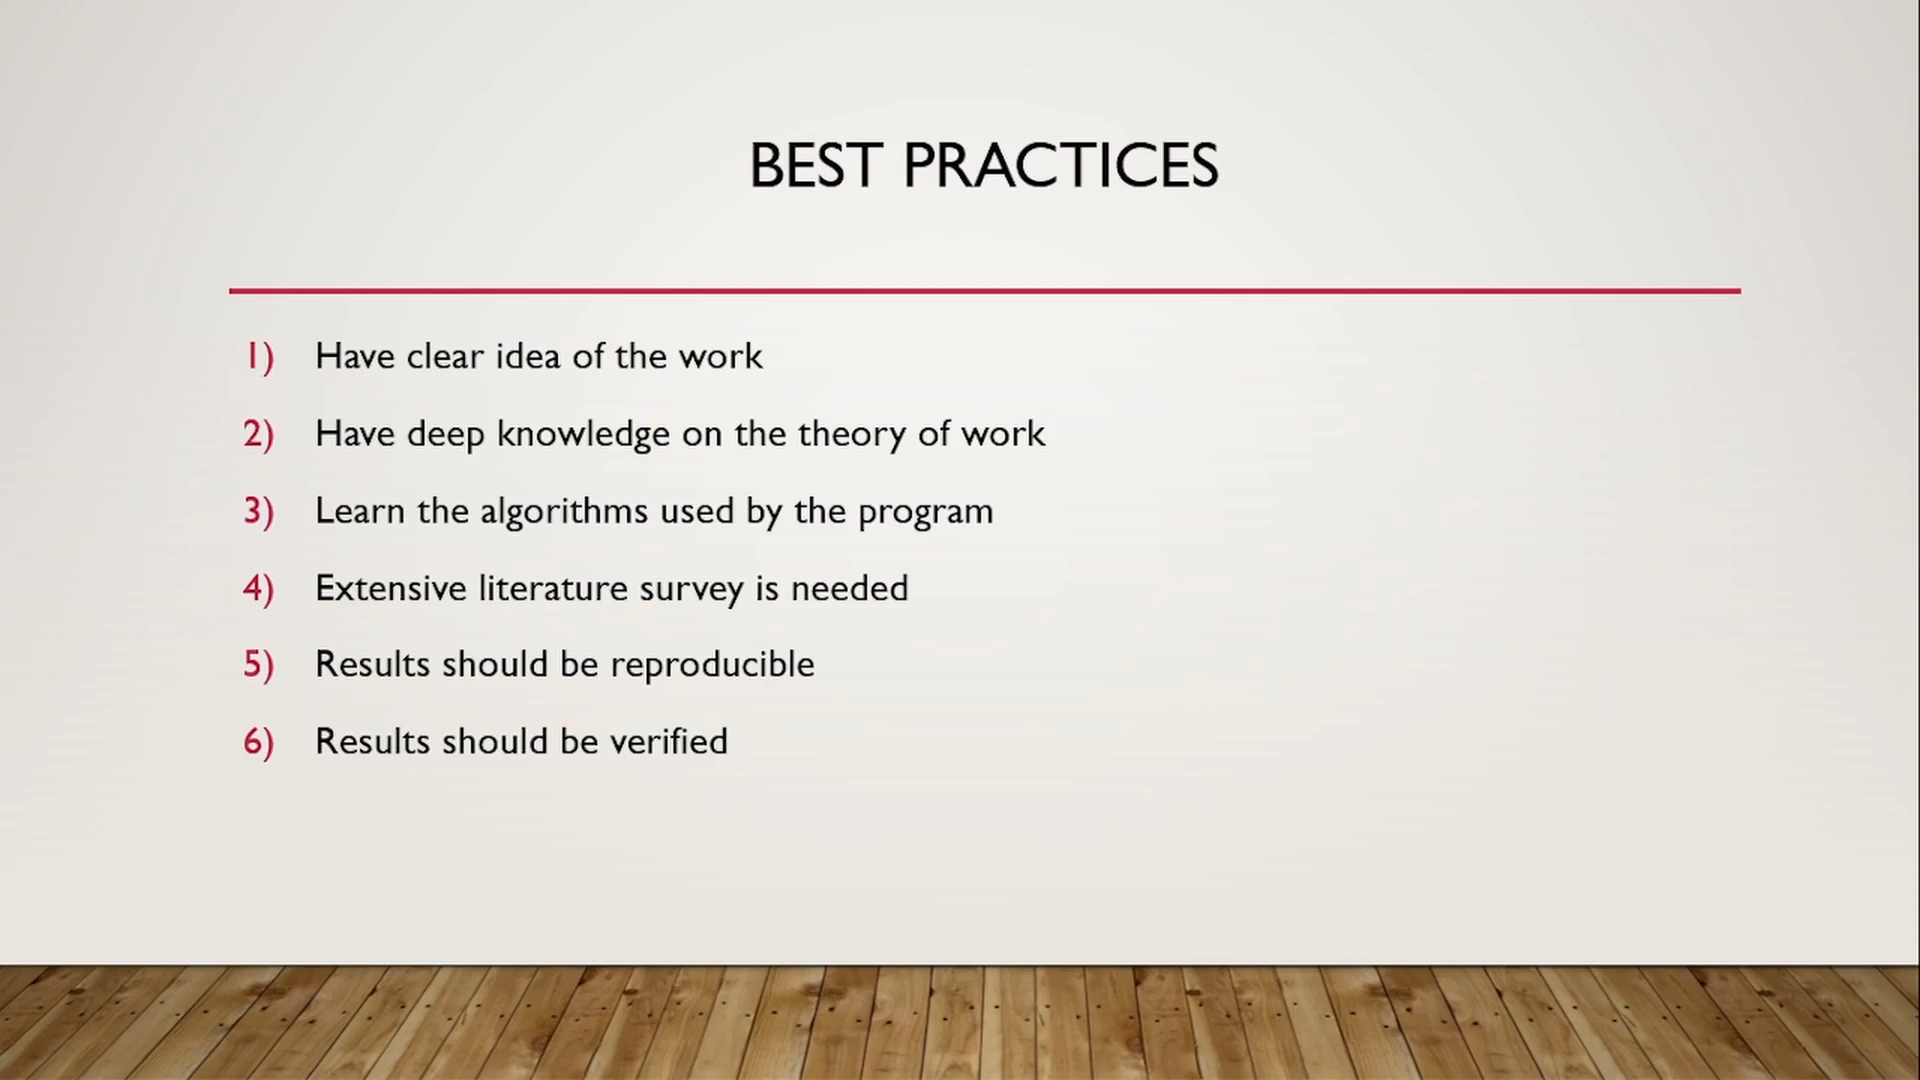 BEST PRACTICES
1) Have clear idea of the work
2) Have deep knowledge on the theory of work
3) Learn the algorithms used by the program
4) Extensive literature survey is needed
5) Results should be reproducible
6) Results should be verified